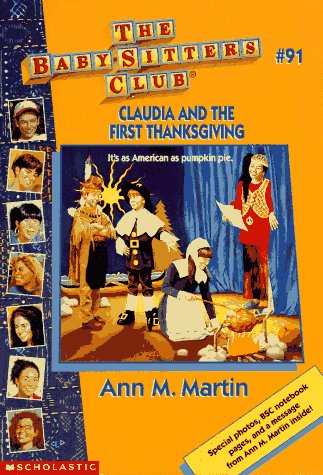 THE
BABY-SITTERS
CLUB®
#91
CLAUDIA AND THE
FIRST THANKSGIVING
It's as American as pumpkin pie.
Ann M. Martin
Special photos, BSC notebook
pages, and a message
from Ann M. Martin inside!
SCHOLASTIC